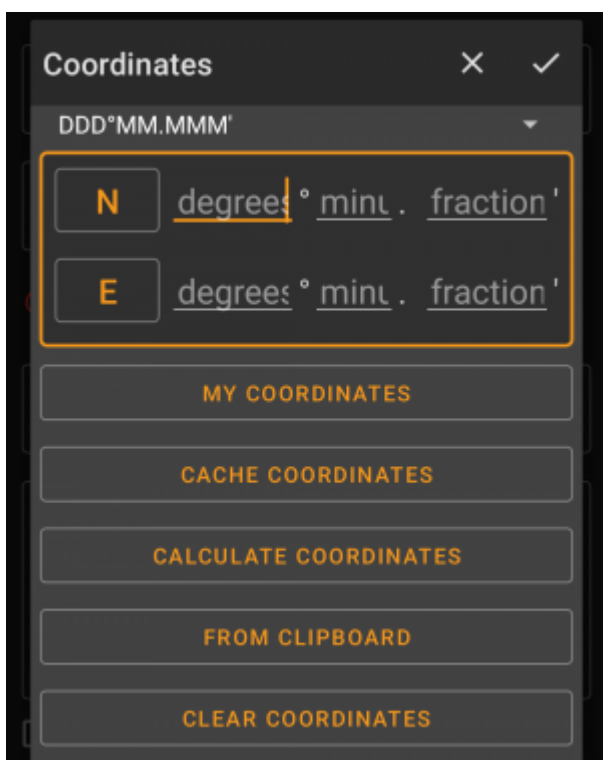 Coordinates
DDD°MM.MMM'
N degrees ° minu . fraction '
E degrees ° minu . fraction '
MY COORDINATES
CACHE COORDINATES
CALCULATE COORDINATES
FROM CLIPBOARD
CLEAR COORDINATES